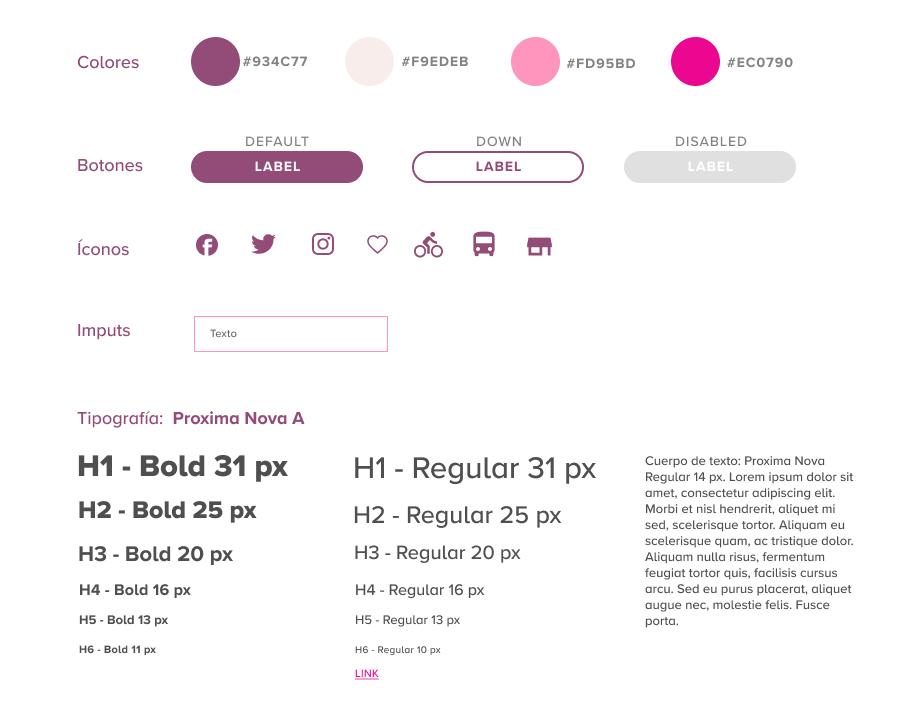 Colores
#934C77
#F9EDEB
#FD95BD
#EC0790
DEFAULT
DOWN
DISABLED
Botones
LABEL
LABEL
LABEL
Íconos
Imputs
Texto
Tipografía: Proxima Nova A
H1 - Bold 31 px
H2 - Bold 25 px
H3 - Bold 20 px
H4 - Bold 16 px
H5 - Bold 13 px
H6 - Bold 11 px
H1 - Regular 31 px
H2 - Regular 25 px
H3 - Regular 20 px
H4 - Regular 16 px
H5 - Regular 13 px
H6 - Regular 10 px
LINK
Cuerpo de texto: Proxima Nova
Regular 14 px. Lorem ipsum dolor sit
amet, consectetur adipiscing elit.
Morbi et nisl hendrerit, aliquet mi
sed, scelerisque tortor. Aliquam eu
scelerisque quam, ac tristique dolor.
Aliquam nulla risus, fermentum
feugiat tortor quis, facilisis cursus
arcu. Sed eu purus placerat, aliquet
augue nec, molestie felis. Fusce
porta.